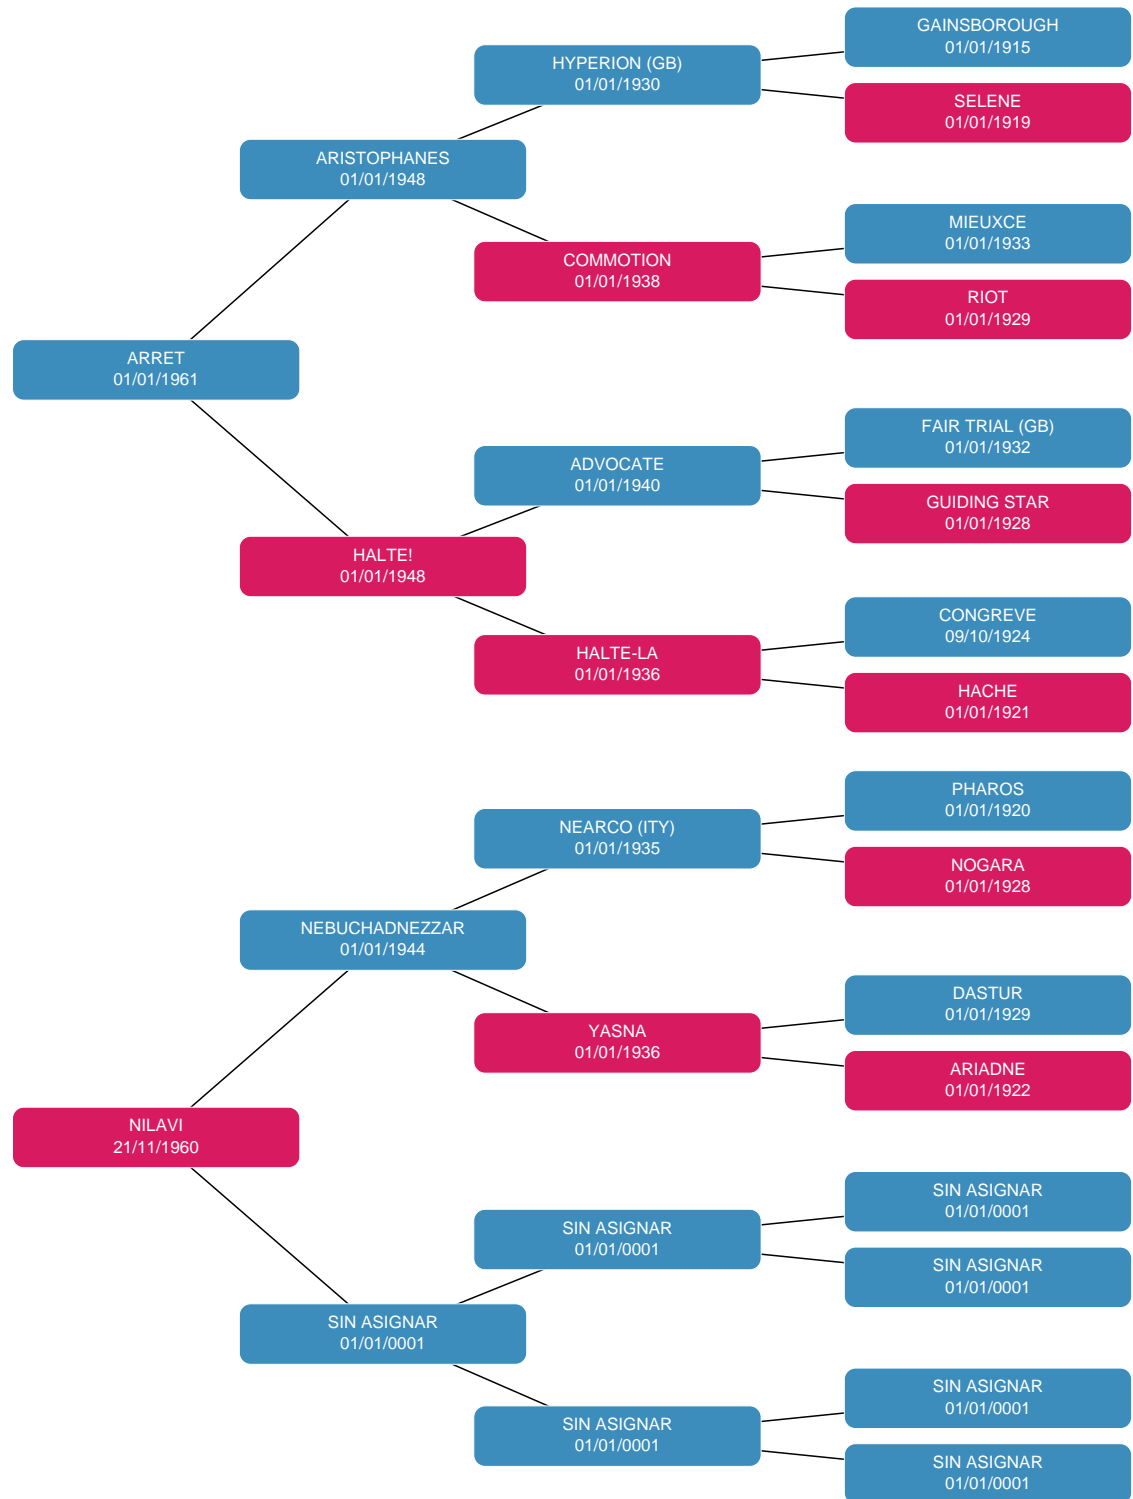 GAINSBOROUGH
01/01/1915
HYPERION (GB)
01/01/1930
SELENE
01/01/1919
ARISTOPHANES
01/01/1948
MIEUXCE
01/01/1933
COMMOTION
01/01/1938
RIOT
01/01/1929
ARRET
01/01/1961
FAIR TRIAL (GB)
01/01/1932
ADVOCATE
01/01/1940
GUIDING STAR
01/01/1928
HALTE!
01/01/1948
CONGREVE
09/10/1924
HALTE-LA
01/01/1936
HACHE
01/01/1921
PHAROS
01/01/1920
NEARCO (ITY)
01/01/1935
NOGARA
01/01/1928
NEBUCHADNEZZAR
01/01/1944
DASTUR
01/01/1929
YASNA
01/01/1936
ARIADNE
01/01/1922
NILAVI
21/11/1960
SIN ASIGNAR
01/01/0001
SIN ASIGNAR
01/01/0001
SIN ASIGNAR
01/01/0001
SIN ASIGNAR
01/01/0001
SIN ASIGNAR
01/01/0001
SIN ASIGNAR
01/01/0001
SIN ASIGNAR
01/01/0001